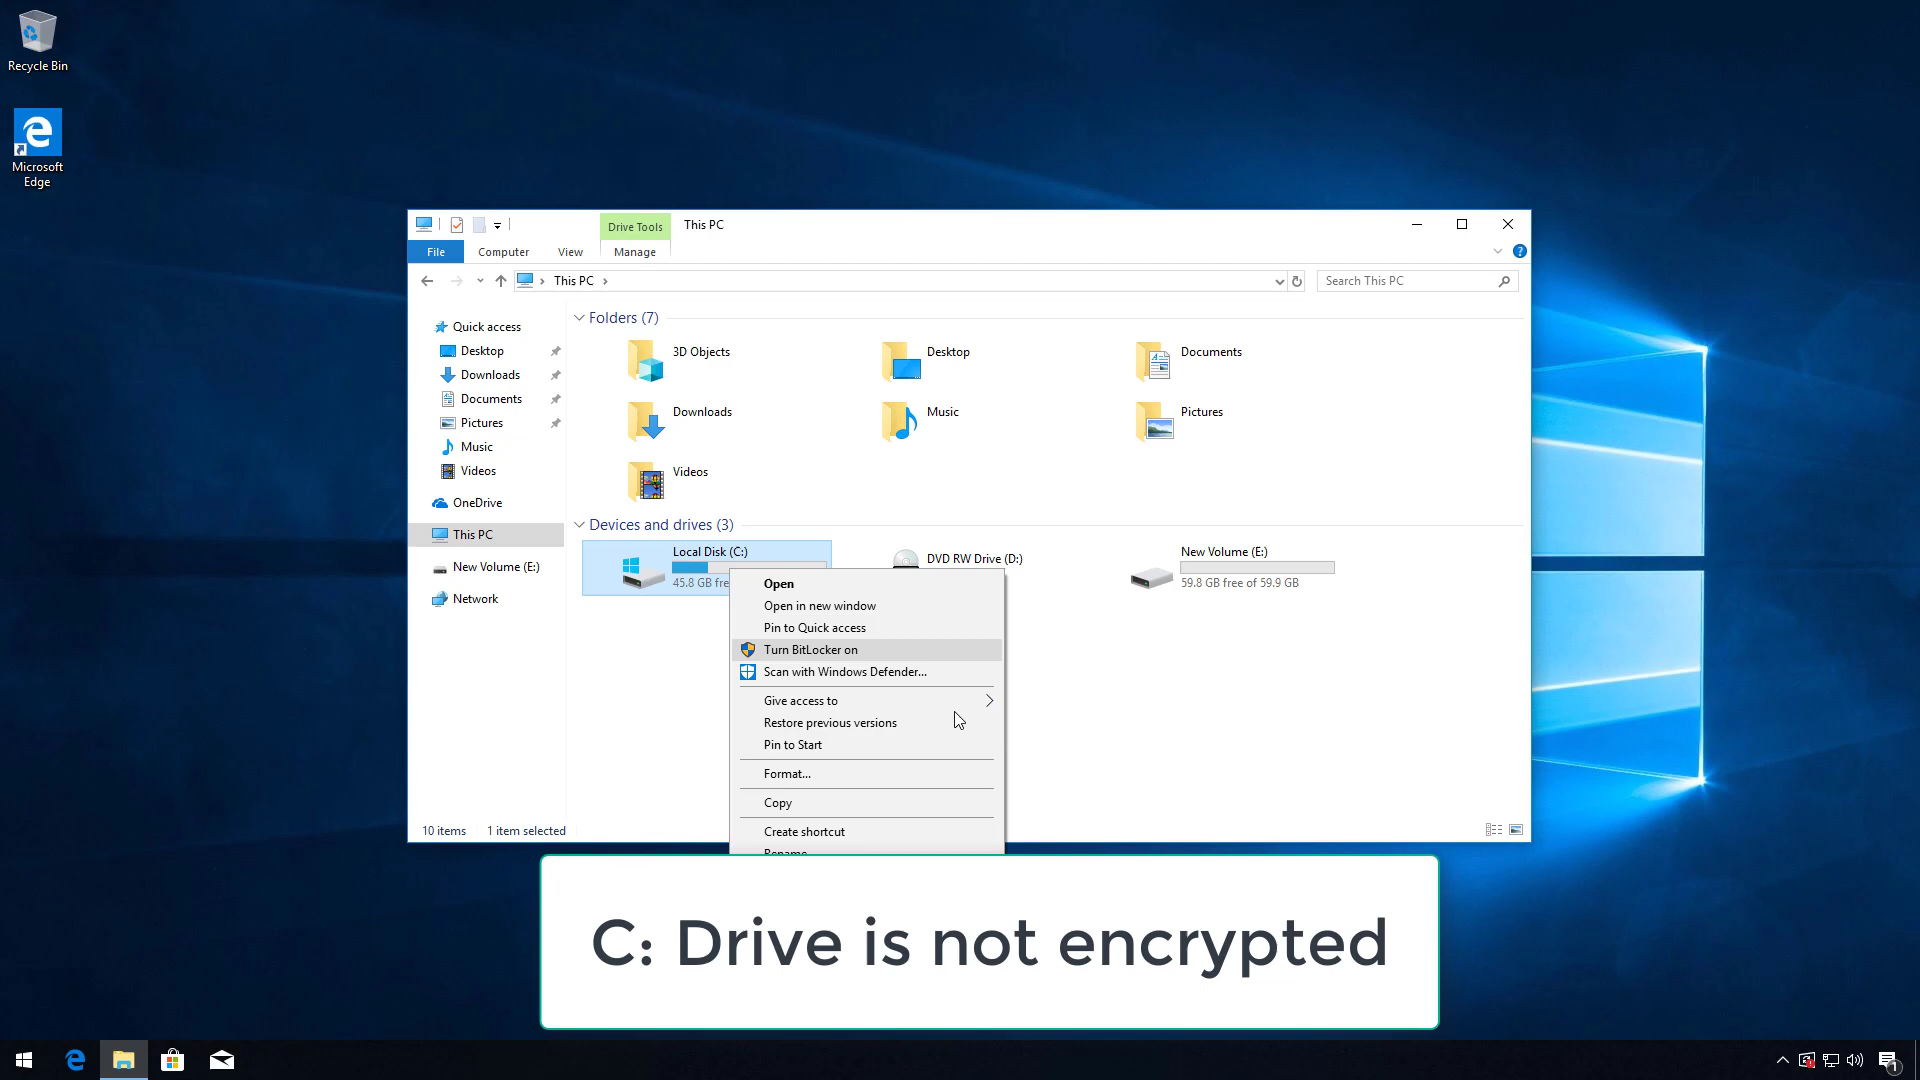 Recycle Bin
Microsoft
Edge
Drive Tools
This PC
File
Computer
View
Manage
This PC
Search This PC
Quick access
Desktop
Downloads
Documents
Pictures
Music
Videos
OneDrive
This PC
New Volume (E:)
Network
Folders (7)
3D Objects
Desktop
Documents
Downloads
Music
Pictures
Videos
Devices and drives (3)
Local Disk (C:)
45.8 GB fre
DVD RW Drive (D:)
New Volume (E:)
59.8 GB free of 59.9 GB
Open
Open in new window
Pin to Quick access
Turn BitLocker on
Scan with Windows Defender...
Give access to
Restore previous versions
Pin to Start
Format...
Copy
Create shortcut
Rename
10 items
1 item selected
C: Drive is not encrypted
1